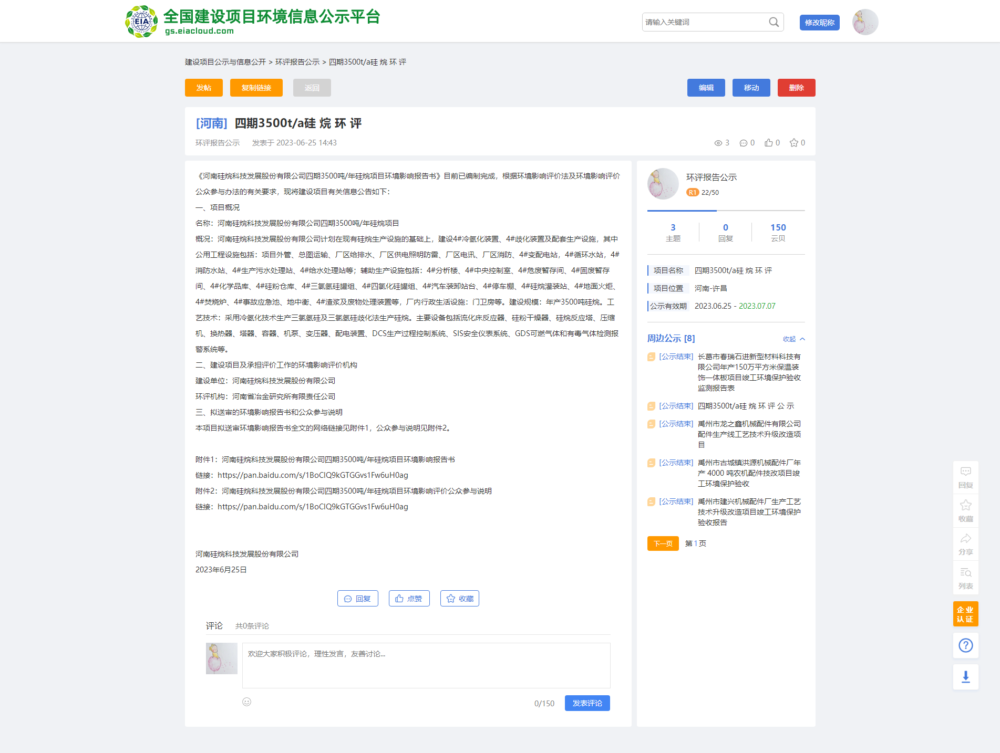 EIA
全国建设项目环境信息公示平台
gs.eiacloud.com
请输入关键词
修改昵称
建设项目公示与信息公开 > 环评报告公示 > 四期3500t/a硅 烷 环 评
发帖
复制链接
返回
编辑
移动
删除
[河南] 四期3500t/a硅 烷 环 评
环评报告公示 发表于 2023-06-25 14:43
3 0 0 0
《河南硅烷科技发展股份有限公司四期3500吨/年硅烷项目环境影响报告书》目前已编制完成，根据环境影响评价法及环境影响评价
公众参与办法的有关要求，现将建设项目有关信息公告如下：
一、项目概况
名称：河南硅烷科技发展股份有限公司四期3500吨/年硅烷项目
概况：河南硅烷科技发展股份有限公司计划在现有硅烷生产设施的基础上，建设4#冷氢化装置、4#歧化装置及配套生产设施，其中
公用工程设施包括：项目外管、总图运输、厂区给排水、厂区供电照明防雷、厂区电讯、厂区消防、4#变配电站，4#循环水站，4#
消防水站、4#生产污水处理站、4#给水处理站等；辅助生产设施包括：4#分析楼、4#中央控制室、4#危废暂存间、4#固废暂存
间、4#化学品库、4#硅粉仓库、4#三氯氢硅罐组、4#四氯化硅罐组、4#汽车装卸站台、4#停车棚、4#硅烷灌装站、4#地面火炬、
4#焚烧炉、4#事故应急池、地中衡、4#渣浆及废物处理装置等，厂内行政生活设施：门卫房等。建设规模：年产3500吨硅烷。工
艺技术：采用冷氢化技术生产三氯氢硅及三氯氢硅歧化法生产硅烷。主要设备包括流化床反应器、硅粉干燥器、硅烷反应塔、压缩
机、换热器、塔器、容器、机泵、变压器、配电装置、DCS生产过程控制系统、SIS安全仪表系统、GDS可燃气体和有毒气体检测报
警系统等。
二、建设项目及承担评价工作的环境影响评价机构
建设单位：河南硅烷科技发展股份有限公司
环评机构：河南省冶金研究所有限责任公司
三、拟送审的环境影响报告书和公众参与说明
本项目拟送审环境影响报告书全文的网络链接见附件1，公众参与说明见附件2。
附件1：河南硅烷科技发展股份有限公司四期3500吨/年硅烷项目环境影响报告书
链接：https://pan.baidu.com/s/1BoClQ9kGTGGvs1Fw6uH0ag
附件2：河南硅烷科技发展股份有限公司四期3500吨/年硅烷项目环境影响评价公众参与说明
链接：https://pan.baidu.com/s/1BoClQ9kGTGGvs1Fw6uH0ag
河南硅烷科技发展股份有限公司
2023年6月25日
回复
点赞
收藏
评论 共0条评论
欢迎大家积极评论，理性发言，友善讨论...
0/150
发表评论
环评报告公示
R1 22/50
3 0 150
主题 回复 云贝
项目名称 四期3500t/a硅 烷 环 评
项目位置 河南-许昌
公示有效期 2023.06.25 - 2023.07.07
周边公示 [8]
收起
[公示结束] 长葛市春瑞石进新型材料科技有
限公司年产150万平方米保温装
饰一体板项目竣工环境保护验收
监测报告表
[公示结束] 四期3500t/a硅 烷 环 评 公 示
[公示结束] 禹州市龙之鑫机械配件有限公司
配件生产线工艺技术升级改造项
目
[公示结束] 禹州市古城镇洪源机械配件厂年
产 4000 吨农机配件技改项目竣
工环境保护验收
[公示结束] 禹州市建兴机械配件厂生产工艺
技术升级改造项目竣工环境保护
验收报告
下一页
第1页
回复
收藏
分享
列表
企业
认证